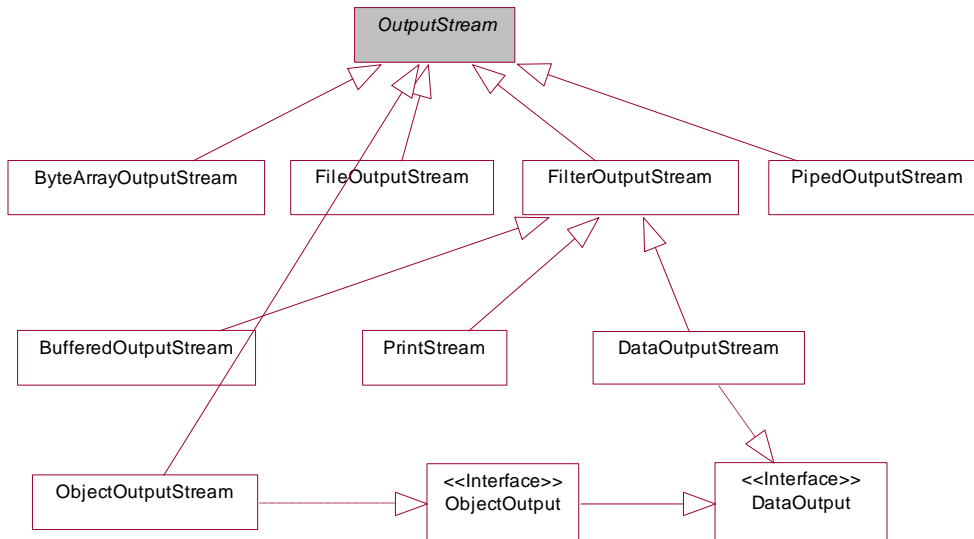 OutputStream
ByteArrayOutputStream
FileOutputStream
FilterOutputStream
PipedOutputStream
BufferedOutputStream
PrintStream
DataOutputStream
ObjectOutputStream
<<Interface>>
ObjectOutput
<<Interface>>
DataOutput